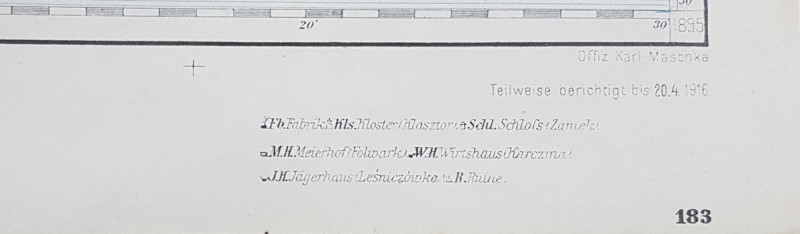 50'
20' 30' 1895
Offiz Karl Maschka
Teilweise berichtigt bis 20.4.1916
Fb. Fabrik, Kls. Kloster (Klasztor), Schl. Schloſs (Zamek),
M.H. Meierhof (Folwark), W.H. Wirtshaus (Karczma),
J.H. Jägerhaus (Leśniczówka), R. Ruine.
183